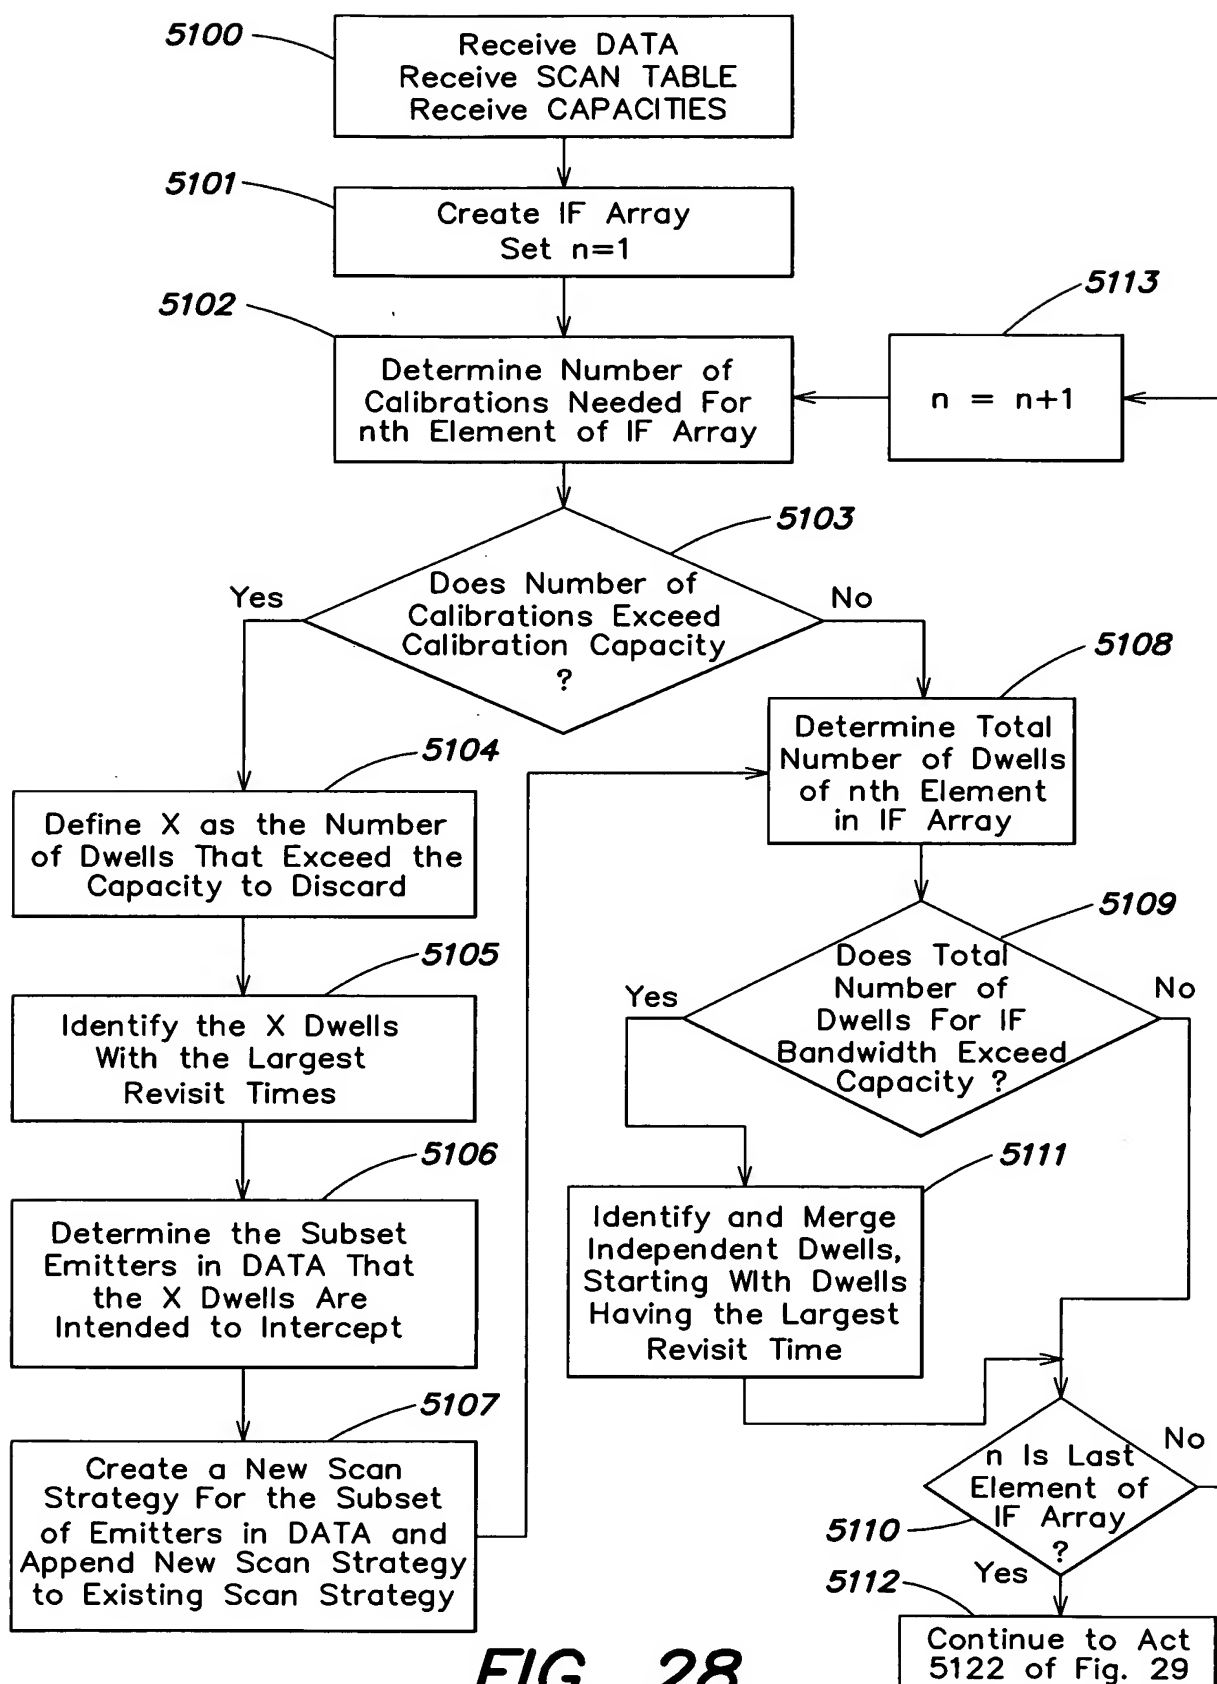 5100
Receive DATA
Receive SCAN TABLE
Receive CAPACITIES
5101
Create IF Array
Set n=1
5102
Determine Number of
Calibrations Needed For
nth Element of IF Array
5113
n = n+1
5103
Does Number of
Calibrations Exceed
Calibration Capacity
?
Yes
No
5104
Define X as the Number
of Dwells That Exceed the
Capacity to Discard
5105
Identify the X Dwells
With the Largest
Revisit Times
5106
Determine the Subset
Emitters in DATA That
the X Dwells Are
Intended to Intercept
5107
Create a New Scan
Strategy For the Subset
of Emitters in DATA and
Append New Scan Strategy
to Existing Scan Strategy
5108
Determine Total
Number of Dwells
of nth Element
in IF Array
5109
Does Total
Number of
Dwells For IF
Bandwidth Exceed
Capacity ?
Yes
No
5111
Identify and Merge
Independent Dwells,
Starting WIth Dwells
Having the Largest
Revisit Time
n Is Last
Element of
IF Array
?
No
5110
Yes
5112
Continue to Act
5122 of Fig. 29
FIG. 28